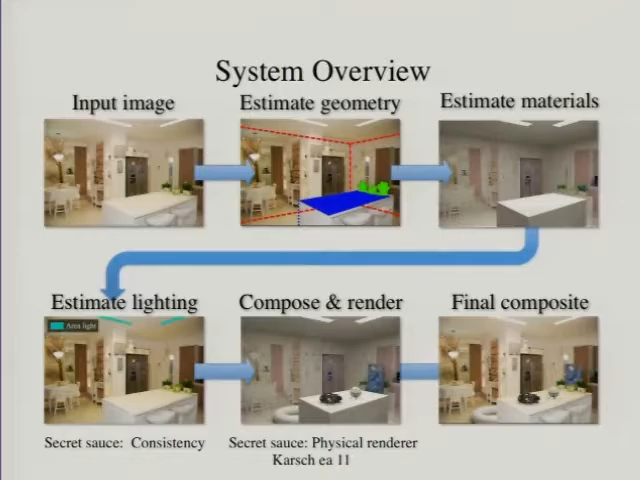 System Overview
Input image
Estimate geometry
Estimate materials
Estimate lighting
Compose & render
Final composite
Area light
Secret sauce: Consistency
Secret sauce: Physical renderer
Karsch ea 11